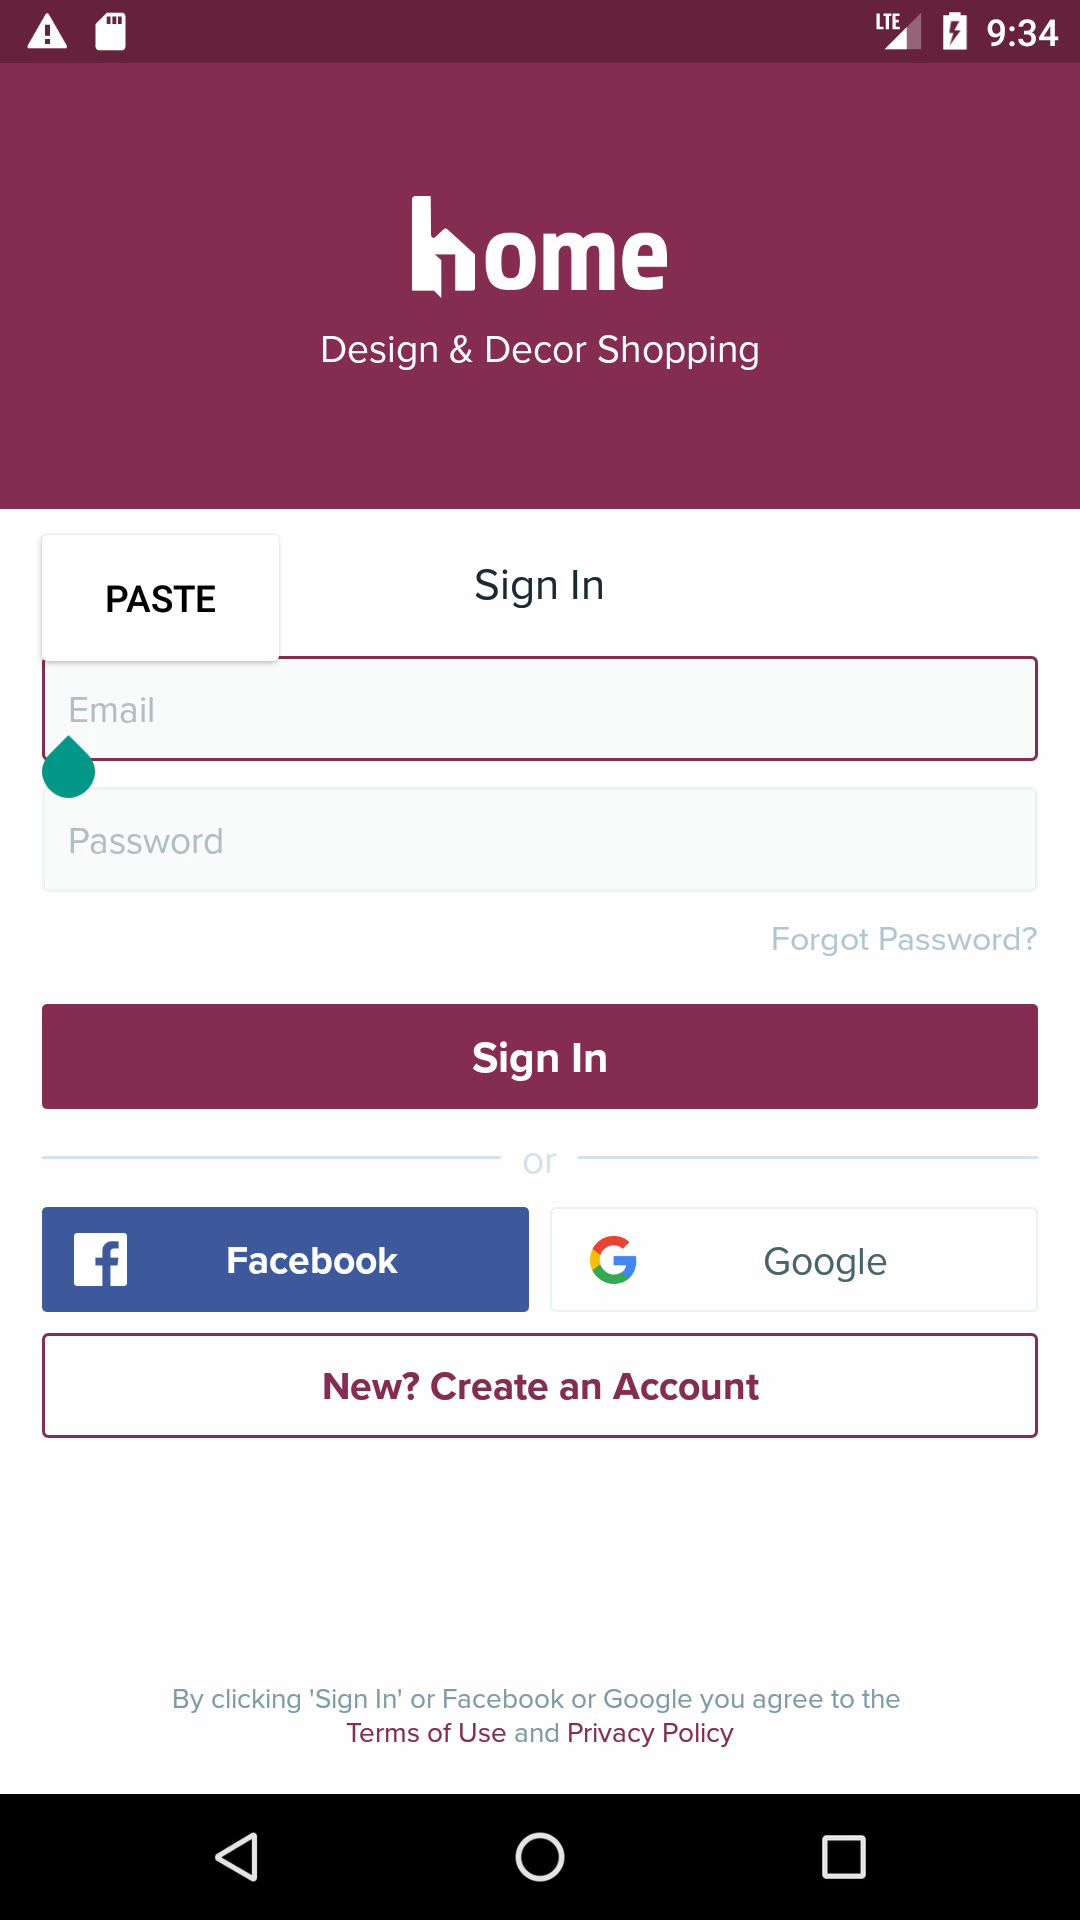 LTE 9:34
home
Design & Decor Shopping
PASTE
Sign In
Email
Password
Forgot Password?
Sign In
or
Facebook
Google
New? Create an Account
By clicking 'Sign In' or Facebook or Google you agree to the
Terms of Use and Privacy Policy